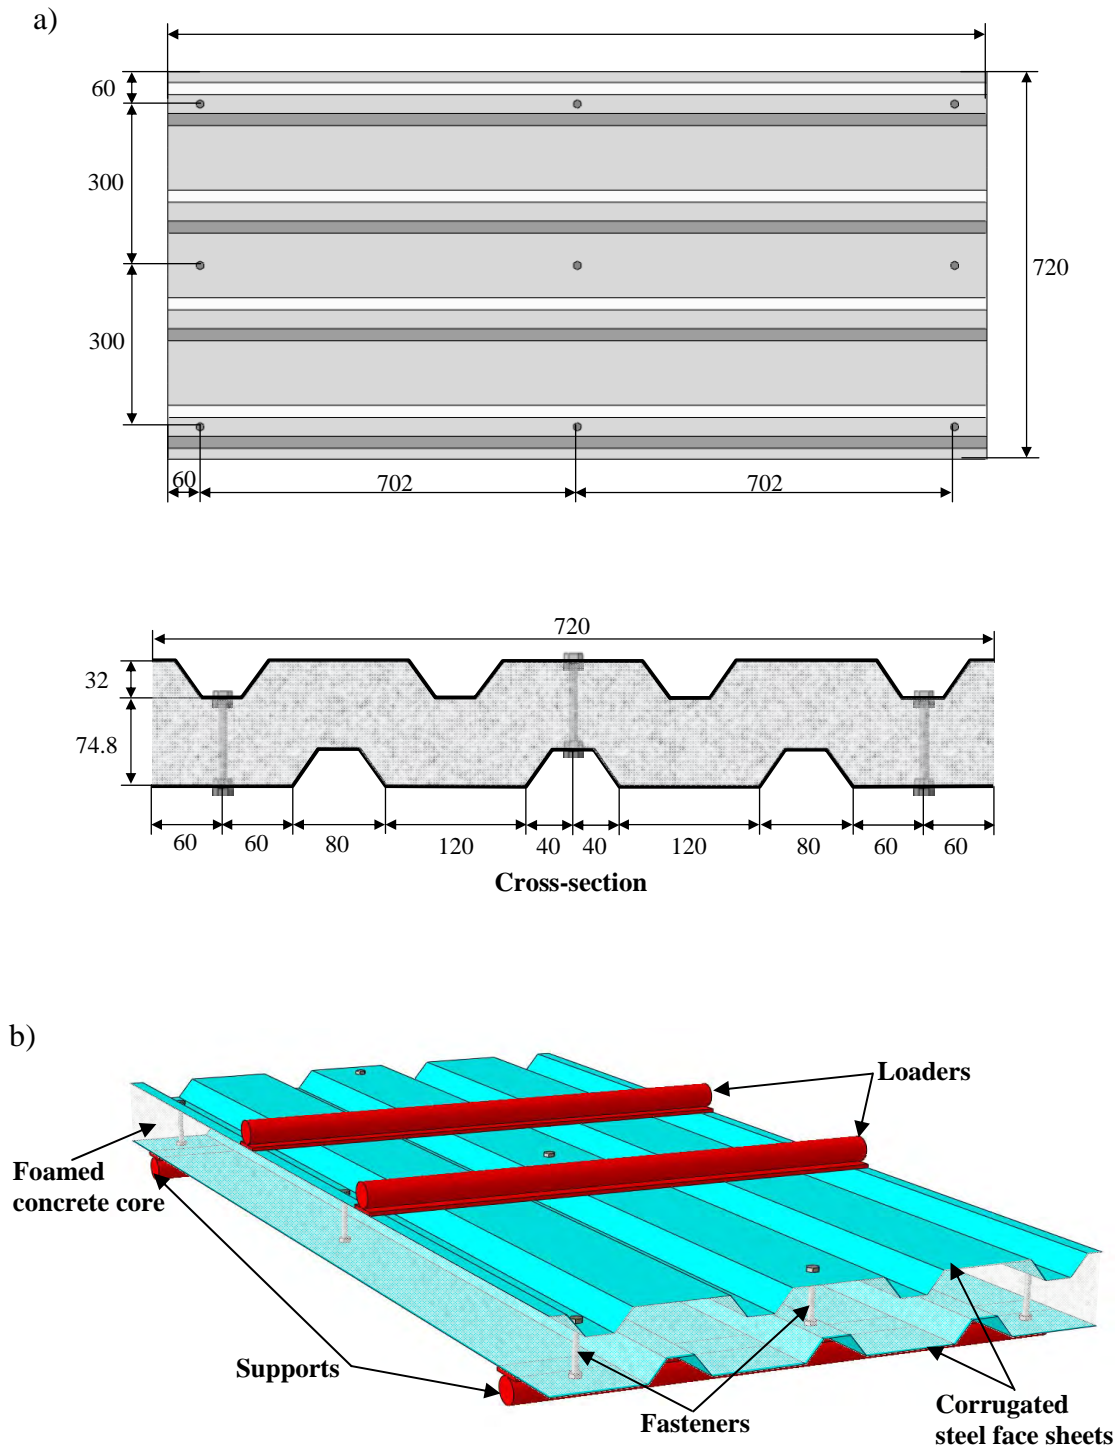 a)
60
300
300
720
60
702
702
720
32
74.8
60
60
80
120
40
40
120
80
60
60
Cross-section
b)
Loaders
Foamed
concrete core
Supports
Fasteners
Corrugated
steel face sheets